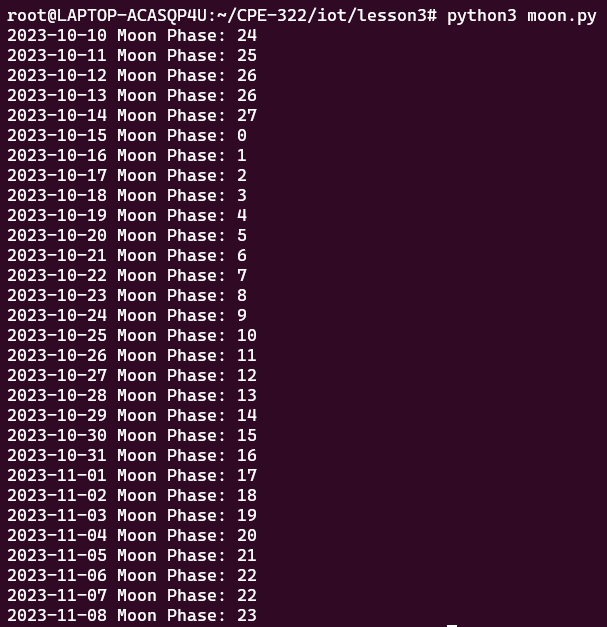 root@LAPTOP-ACASQP4U:~/CPE-322/iot/lesson3# python3 moon.py
2023-10-10 Moon Phase: 24
2023-10-11 Moon Phase: 25
2023-10-12 Moon Phase: 26
2023-10-13 Moon Phase: 26
2023-10-14 Moon Phase: 27
2023-10-15 Moon Phase: 0
2023-10-16 Moon Phase: 1
2023-10-17 Moon Phase: 2
2023-10-18 Moon Phase: 3
2023-10-19 Moon Phase: 4
2023-10-20 Moon Phase: 5
2023-10-21 Moon Phase: 6
2023-10-22 Moon Phase: 7
2023-10-23 Moon Phase: 8
2023-10-24 Moon Phase: 9
2023-10-25 Moon Phase: 10
2023-10-26 Moon Phase: 11
2023-10-27 Moon Phase: 12
2023-10-28 Moon Phase: 13
2023-10-29 Moon Phase: 14
2023-10-30 Moon Phase: 15
2023-10-31 Moon Phase: 16
2023-11-01 Moon Phase: 17
2023-11-02 Moon Phase: 18
2023-11-03 Moon Phase: 19
2023-11-04 Moon Phase: 20
2023-11-05 Moon Phase: 21
2023-11-06 Moon Phase: 22
2023-11-07 Moon Phase: 22
2023-11-08 Moon Phase: 23